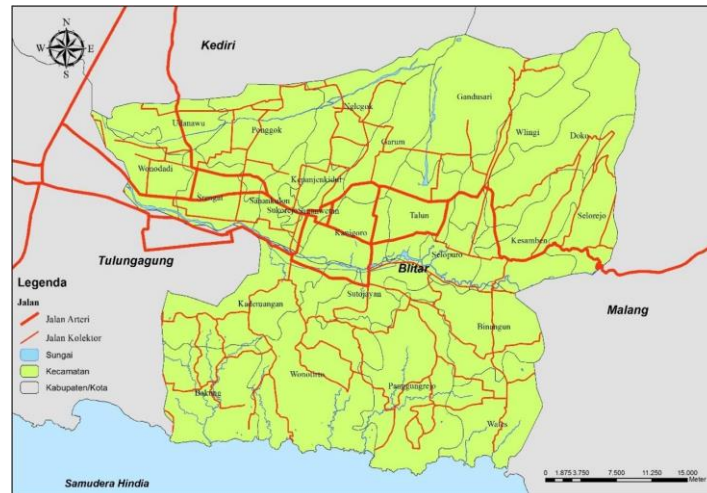 N
W E
S
Kediri
Udanawu
Ponggok
Nglegok
Gandusari
Garum
Wlingi
Doko
Wonodadi
Kepanjenkidul
Srengat
Sanankulon
Talun
Selorejo
Kanigoro
Kesamben
Selopuro
Tulungagung
Blitar
Sutojayan
Kademangan
Binangun
Malang
Wonotirto
Panggungrejo
Bakung
Wates
Legenda
Jalan
Jalan Arteri
Jalan Kolektor
Sungai
Kecamatan
Kabupaten/Kota
Samudera Hindia
0 1.875 3.750 7.500 11.250 15.000
Meter